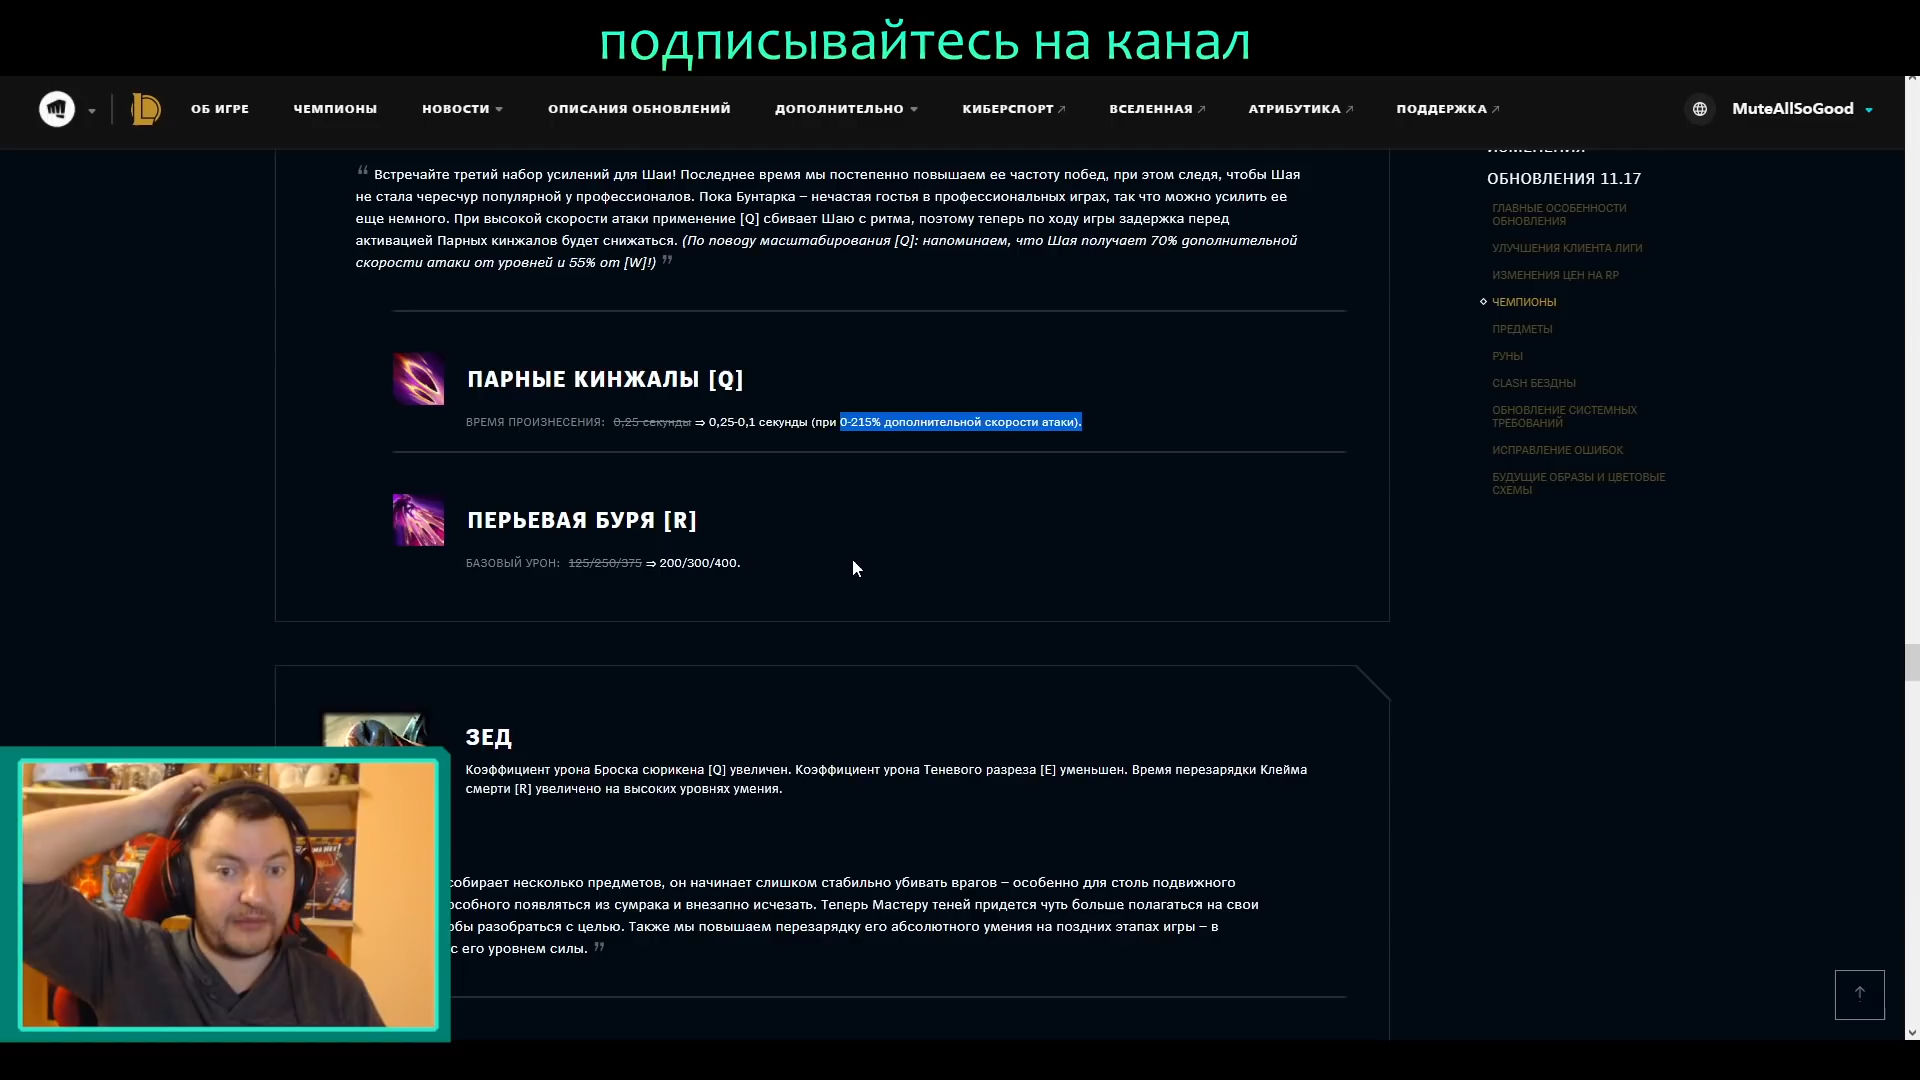 подписывайтесь на канал
ОБ ИГРЕ ЧЕМПИОНЫ НОВОСТИ ОПИСАНИЯ ОБНОВЛЕНИЙ ДОПОЛНИТЕЛЬНО КИБЕРСПОРТ ВСЕЛЕННАЯ АТРИБУТИКА ПОДДЕРЖКА MuteAllSoGood
“ Встречайте третий набор усилений для Шаи! Последнее время мы постепенно повышаем ее частоту побед, при этом следя, чтобы Шая
не стала чересчур популярной у профессионалов. Пока Бунтарка – нечастая гостья в профессиональных играх, так что можно усилить ее
еще немного. При высокой скорости атаки применение [Q] сбивает Шаю с ритма, поэтому теперь по ходу игры задержка перед
активацией Парных кинжалов будет снижаться. (По поводу масштабирования [Q]: напоминаем, что Шая получает 70% дополнительной
скорости атаки от уровней и 55% от [W]!) ”
ПАРНЫЕ КИНЖАЛЫ [Q]
ВРЕМЯ ПРОИЗНЕСЕНИЯ: 0,25 секунды ⇒ 0,25-0,1 секунды (при 0-215% дополнительной скорости атаки).
ПЕРЬЕВАЯ БУРЯ [R]
БАЗОВЫЙ УРОН: 125/250/375 ⇒ 200/300/400.
ЗЕД
Коэффициент урона Броска сюрикена [Q] увеличен. Коэффициент урона Теневого разреза [E] уменьшен. Время перезарядки Клейма
смерти [R] увеличено на высоких уровнях умения.
собирает несколько предметов, он начинает слишком стабильно убивать врагов – особенно для столь подвижного
особного появляться из сумрака и внезапно исчезать. Теперь Мастеру теней придется чуть больше полагаться на свои
обы разобраться с целью. Также мы повышаем перезарядку его абсолютного умения на поздних этапах игры – в
с его уровнем силы. ”
ИЗМЕНЕНИЯ
ОБНОВЛЕНИЯ 11.17
ГЛАВНЫЕ ОСОБЕННОСТИ
ОБНОВЛЕНИЯ
УЛУЧШЕНИЯ КЛИЕНТА ЛИГИ
ИЗМЕНЕНИЯ ЦЕН НА RP
ЧЕМПИОНЫ
ПРЕДМЕТЫ
РУНЫ
CLASH БЕЗДНЫ
ОБНОВЛЕНИЕ СИСТЕМНЫХ
ТРЕБОВАНИЙ
ИСПРАВЛЕНИЕ ОШИБОК
БУДУЩИЕ ОБРАЗЫ И ЦВЕТОВЫЕ
СХЕМЫ